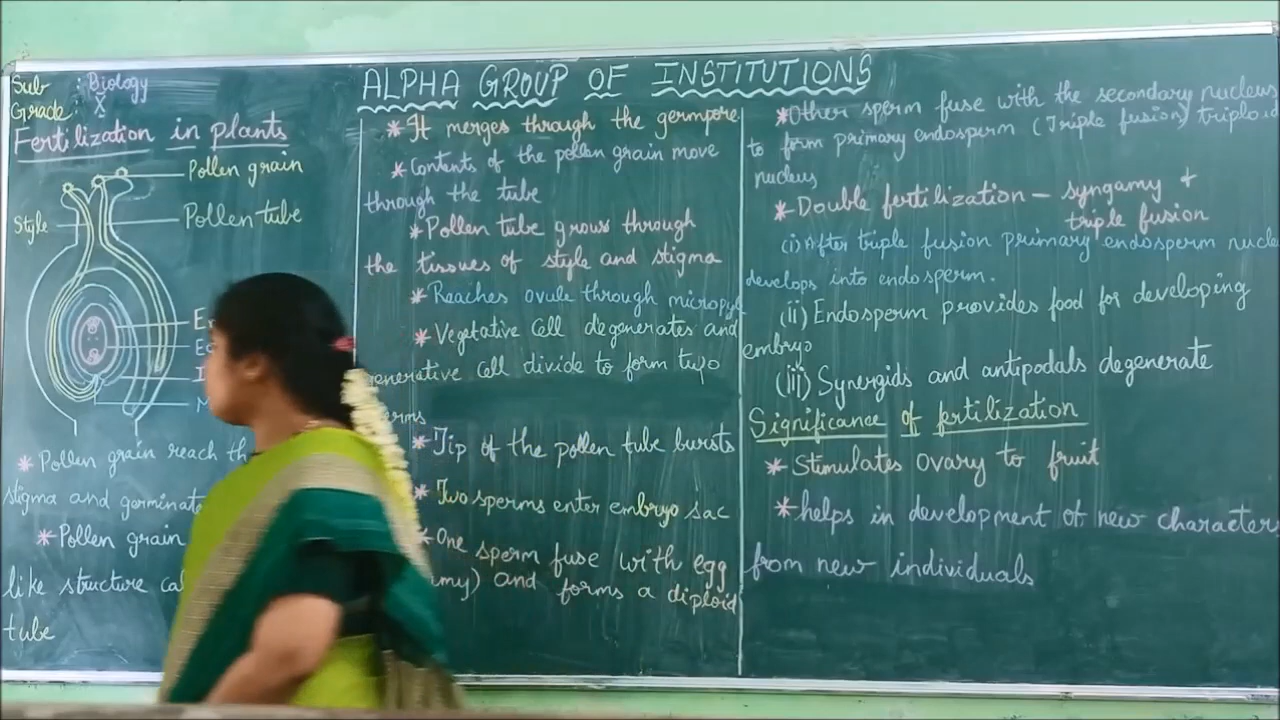 ALPHA GROUP OF INSTITUTIONS
Sub : Biology
Grade : X
Fertilization in plants
Pollen grain
Style
Pollen tube
* Pollen grain reach
stigma and germinate
* Pollen grain
like structure
tube
* It merges through the germpore
* Contents of the pollen grain move
through the tube
* Pollen tube grows through
the tissues of style and stigma
* Reaches ovule through
* Vegetative cell degenerates and
generative cell divide to form two
* Tip of the pollen tube bursts
* Two sperms enter embryo sac
* One sperm fuse with egg
and forms a diploid
* Other sperm fuse with the secondary nucleus
to form primary endosperm (Triple fusion)
nucleus
* Double fertilization - syngamy +
triple fusion
(i) After triple fusion primary endosperm
develops into endosperm.
(ii) Endosperm provides food for developing
embryo
(iii) Synergids and antipodals degenerate
Significance of fertilization
* Stimulates ovary to fruit
* helps in development of new characters
from new individuals